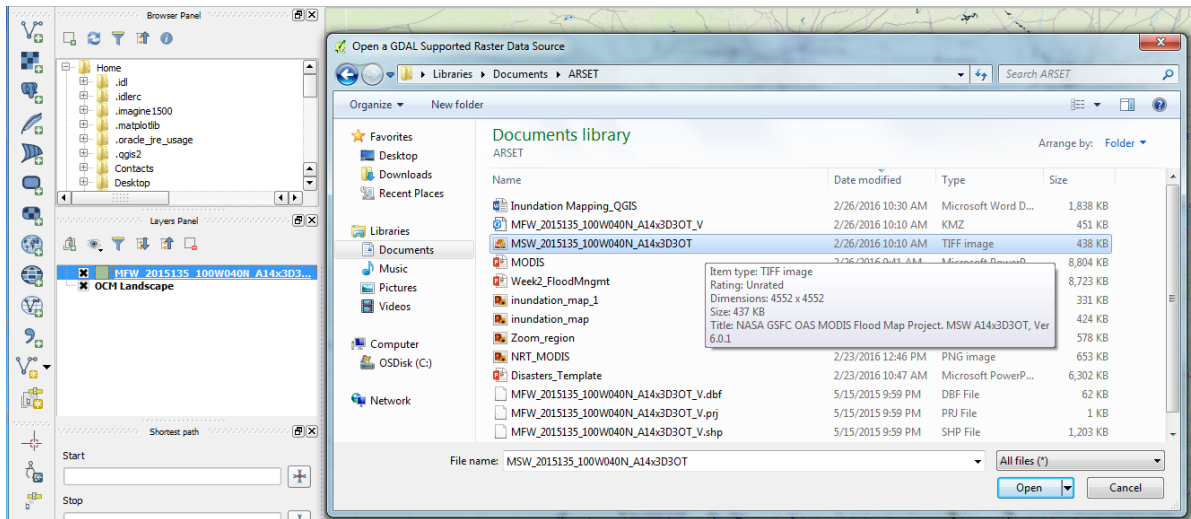 Browser Panel
Home
.idl
.idlerc
.imagine1500
.matplotlib
.oracle_jre_usage
.qgis2
Contacts
Desktop
Layers Panel
MFW_2015135_100W040N_A14x3D3...
OCM Landscape
Shortest path
Start
Stop
Open a GDAL Supported Raster Data Source
Libraries Documents ARSET
Search ARSET
Organize New folder
Favorites
Desktop
Downloads
Recent Places
Libraries
Documents
Music
Pictures
Videos
Computer
OSDisk (C:)
Network
Documents library
ARSET
Arrange by: Folder
Name Date modified Type Size
Inundation Mapping_QGIS 2/26/2016 10:30 AM Microsoft Word D... 1,838 KB
MFW_2015135_100W040N_A14x3D3OT_V 2/26/2016 10:10 AM KMZ 451 KB
MSW_2015135_100W040N_A14x3D3OT 2/26/2016 10:10 AM TIFF image 438 KB
MODIS 2/26/2016 9:41 AM Microsoft PowerP... 8,804 KB
Week2_FloodMngmt 8,723 KB
inundation_map_1 331 KB
inundation_map 424 KB
Zoom_region 578 KB
NRT_MODIS 2/23/2016 12:46 PM PNG image 653 KB
Disasters_Template 2/23/2016 10:47 AM Microsoft PowerP... 6,302 KB
MFW_2015135_100W040N_A14x3D3OT_V.dbf 5/15/2015 9:59 PM DBF File 62 KB
MFW_2015135_100W040N_A14x3D3OT_V.prj 5/15/2015 9:59 PM PRJ File 1 KB
MFW_2015135_100W040N_A14x3D3OT_V.shp 5/15/2015 9:59 PM SHP File 1,203 KB
Item type: TIFF image
Rating: Unrated
Dimensions: 4552 x 4552
Size: 437 KB
Title: NASA GSFC OAS MODIS Flood Map Project. MSW A14x3D3OT, Ver
6.0.1
File name: MSW_2015135_100W040N_A14x3D3OT
All files (*)
Open Cancel